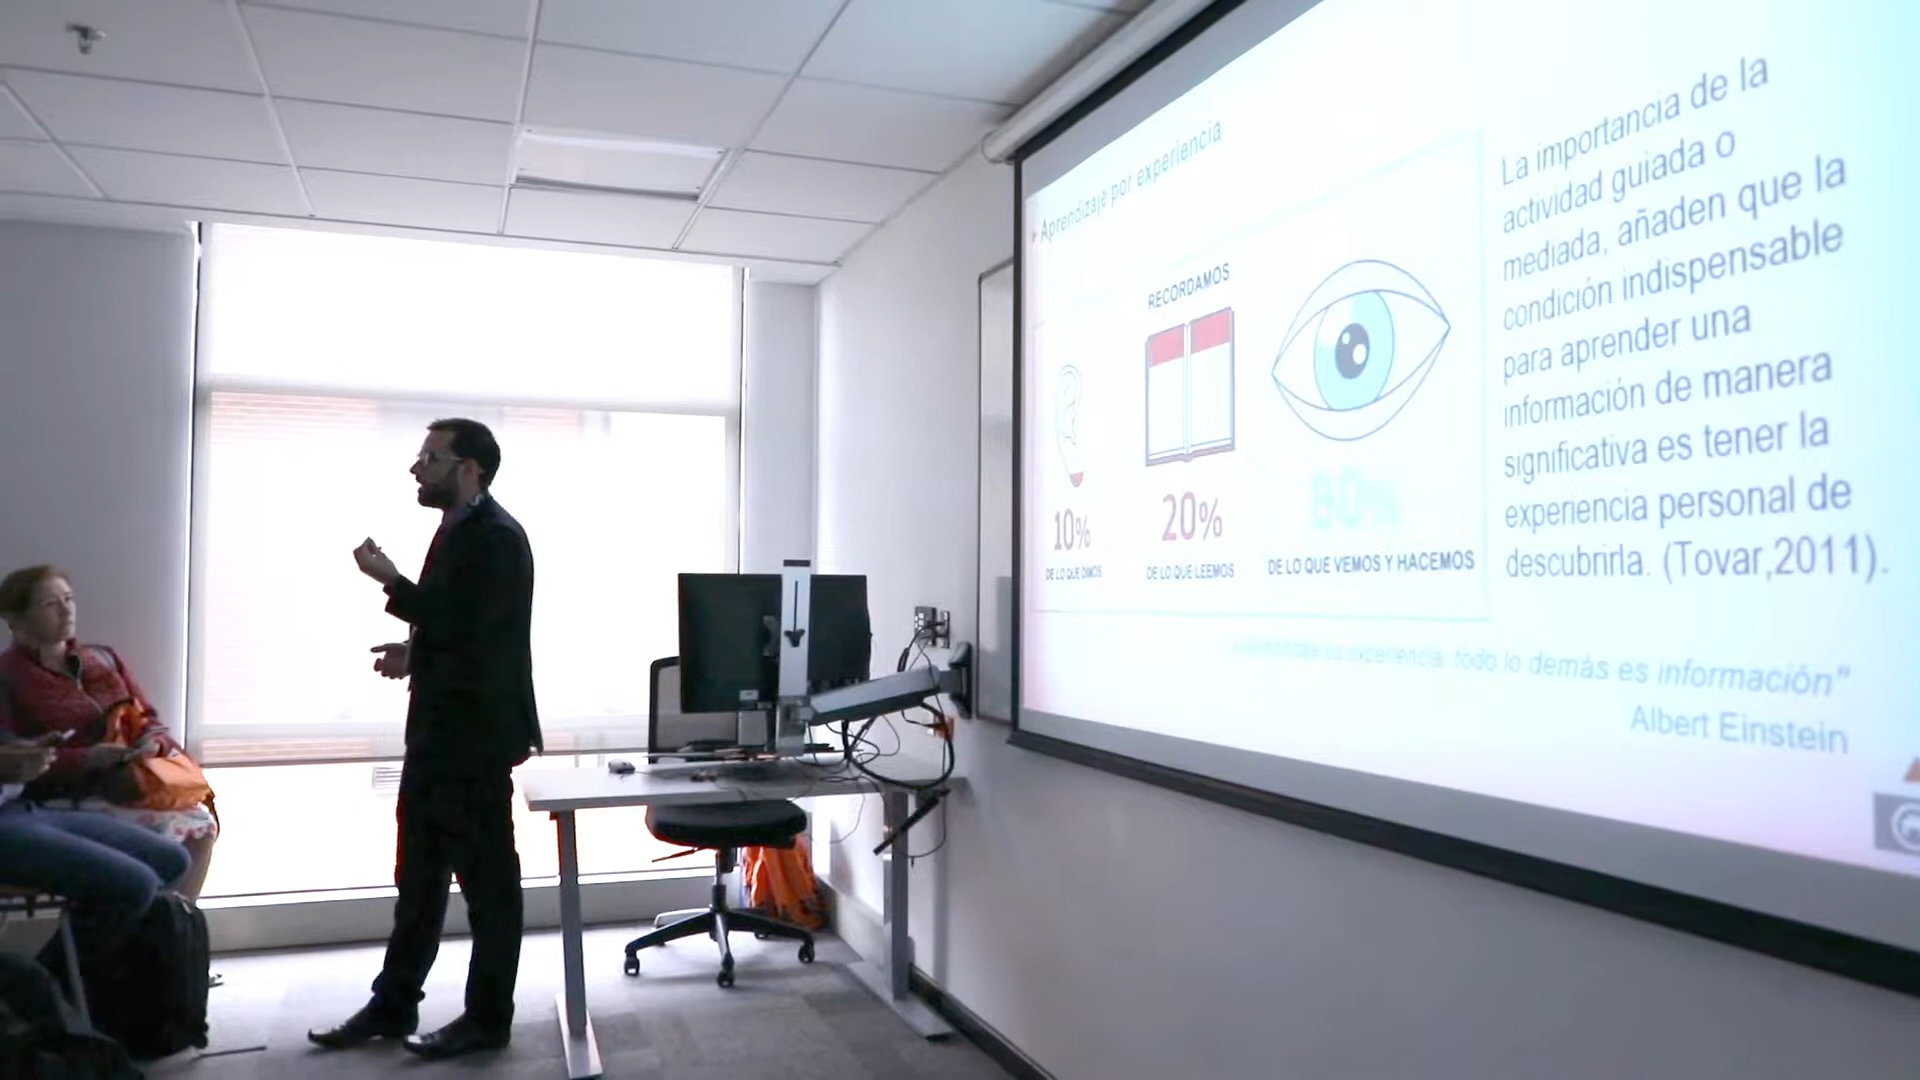 Aprendizaje por experiencia
RECORDAMOS
10%
DE LO QUE OIMOS
20%
DE LO QUE LEEMOS
80%
DE LO QUE VEMOS Y HACEMOS
La importancia de la
actividad guiada o
mediada, añaden que la
condición indispensable
para aprender una
información de manera
significativa es tener la
experiencia personal de
descubrirla. (Tovar,2011).
es experiencia, todo lo demás es información"
Albert Einstein